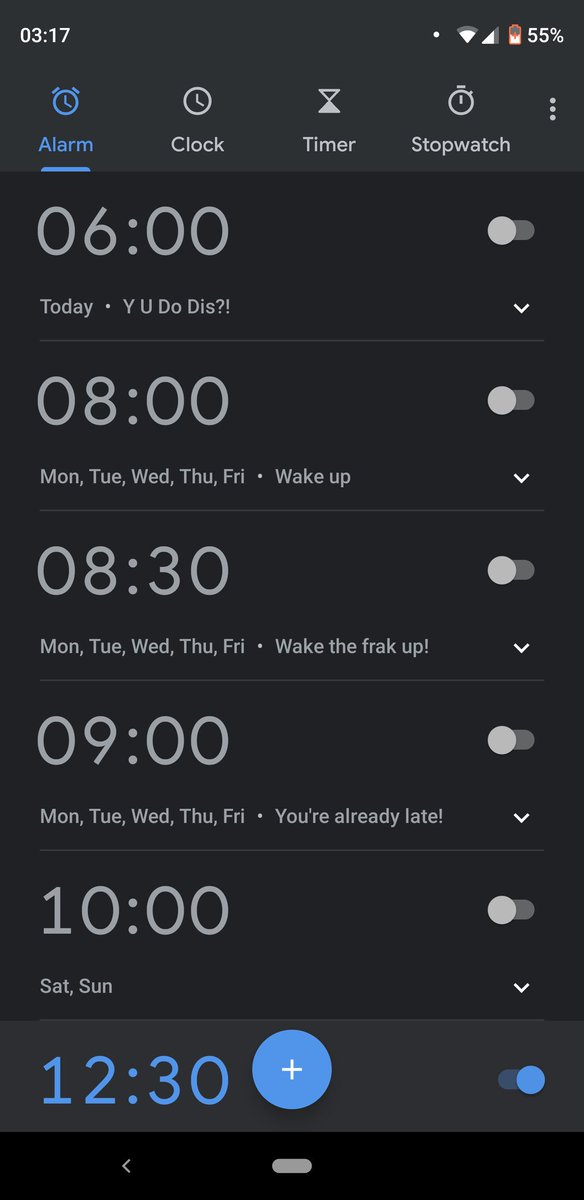 03:17 55%
Alarm Clock Timer Stopwatch
06:00
Today • Y U Do Dis?!
08:00
Mon, Tue, Wed, Thu, Fri • Wake up
08:30
Mon, Tue, Wed, Thu, Fri • Wake the frak up!
09:00
Mon, Tue, Wed, Thu, Fri • You're already late!
10:00
Sat, Sun
12:30 +